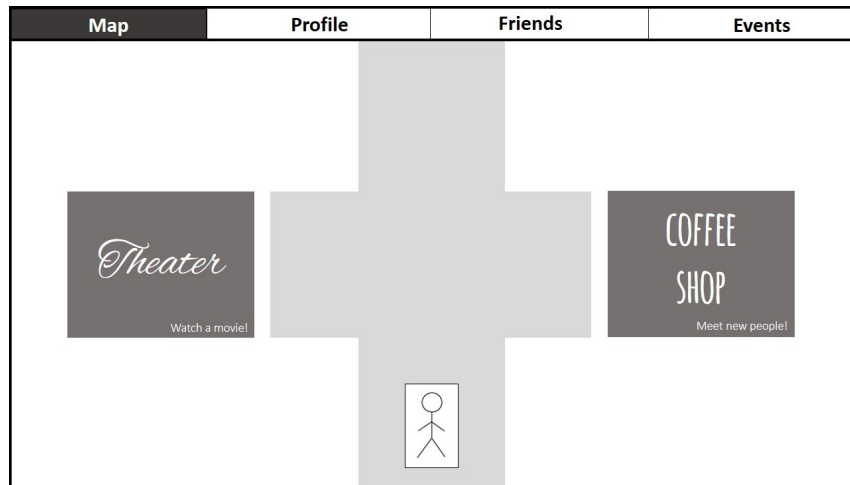 Map Profile Friends Events
Theater
Watch a movie!
COFFEE
SHOP
Meet new people!